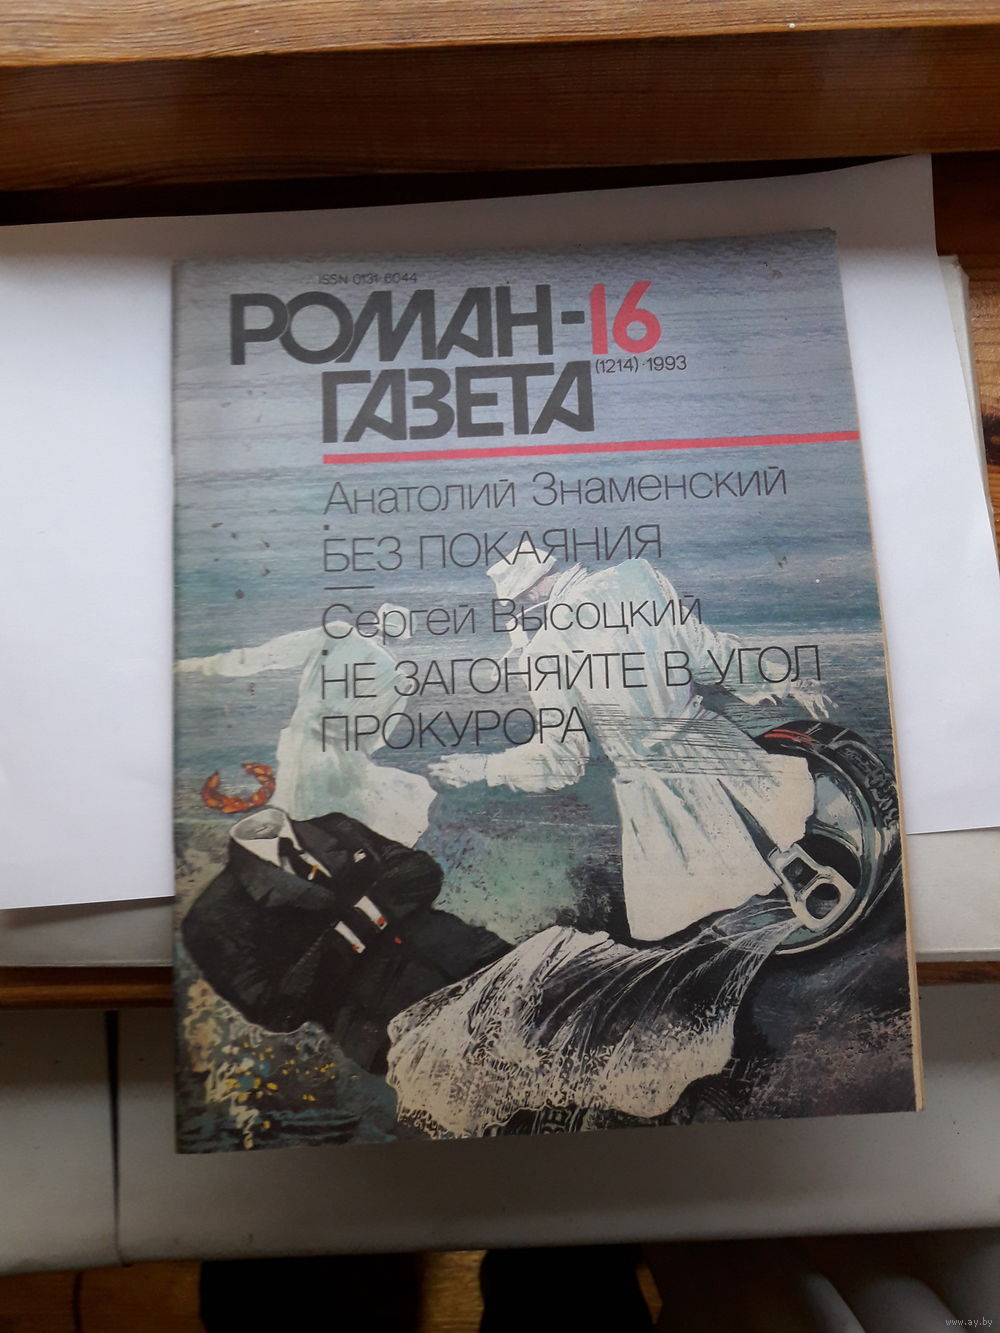 ISSN 0131-6044
РОМАН-16
ГАЗЕТА
(1214)·1993
Анатолий Знаменский
БЕЗ ПОКАЯНИЯ
Сергей Высоцкий
НЕ ЗАГОНЯЙТЕ В УГОЛ
ПРОКУРОРА
www.ay.by